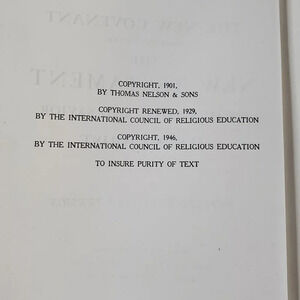 COPYRIGHT, 1901,
BY THOMAS NELSON & SONS
COPYRIGHT RENEWED, 1929,
BY THE INTERNATIONAL COUNCIL OF RELIGIOUS EDUCATION
COPYRIGHT, 1946,
BY THE INTERNATIONAL COUNCIL OF RELIGIOUS EDUCATION
TO INSURE PURITY OF TEXT